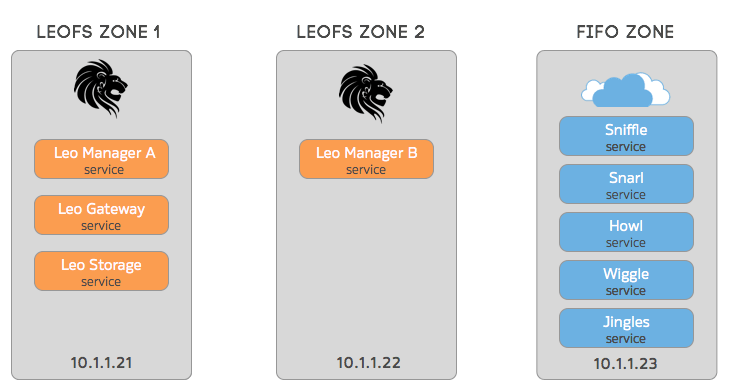 LEOFS ZONE 1
Leo Manager A
service
Leo Gateway
service
Leo Storage
service
10.1.1.21
LEOFS ZONE 2
Leo Manager B
service
10.1.1.22
FIFO ZONE
Sniffle
service
Snarl
service
Howl
service
Wiggle
service
Jingles
service
10.1.1.23